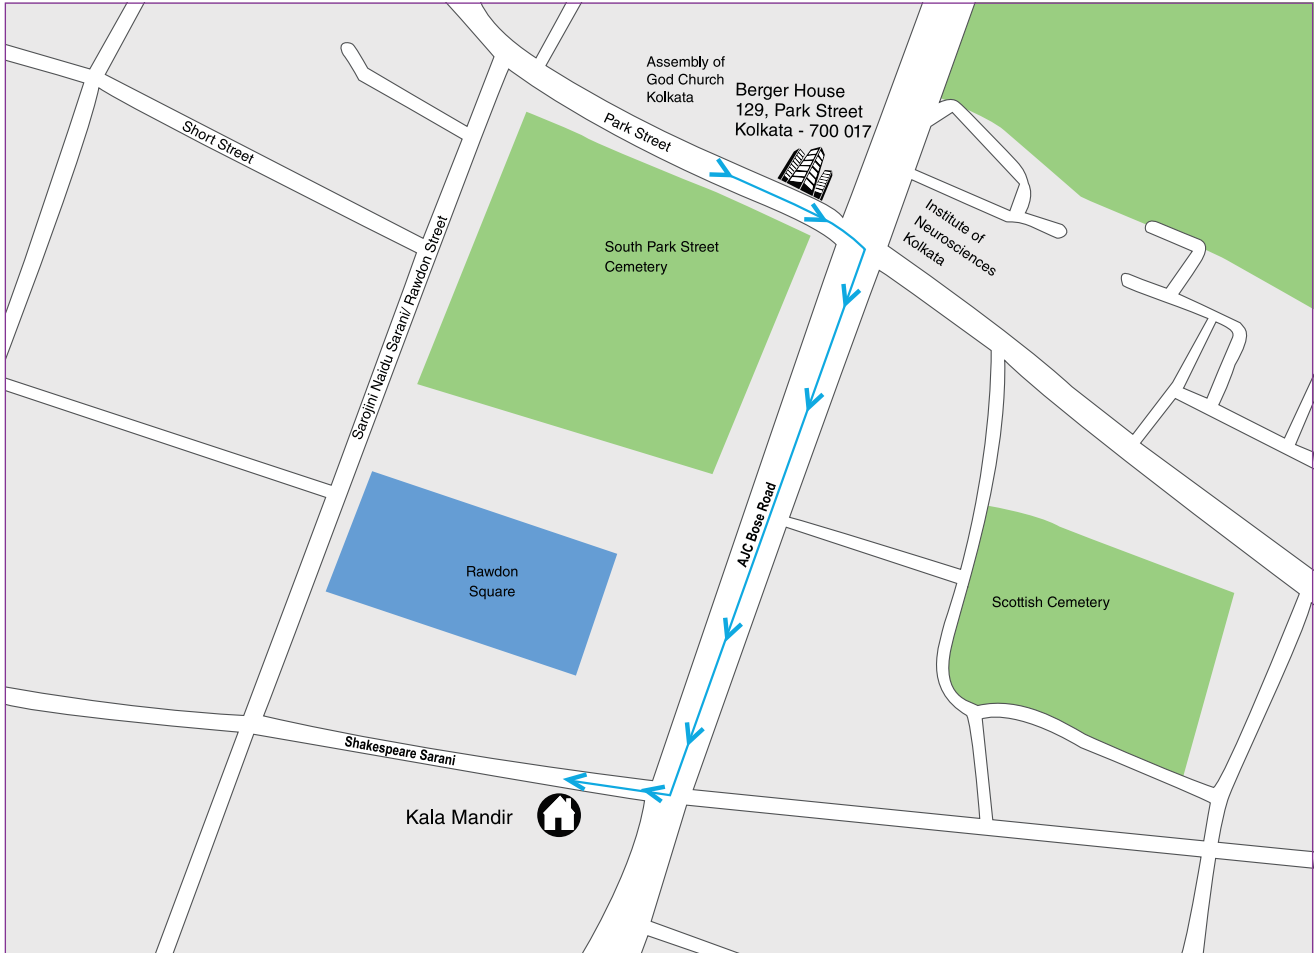 Assembly of
God Church
Kolkata
Berger House
129, Park Street
Kolkata - 700 017
Park Street
Short Street
Institute of
Neurosciences
Kolkata
South Park Street
Cemetery
Sarojini Naidu Sarani/ Rawdon Street
AJC Bose Road
Rawdon
Square
Scottish Cemetery
Shakespeare Sarani
Kala Mandir